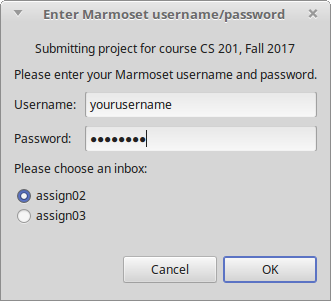 Enter Marmoset username/password
Submitting project for course CS 201, Fall 2017
Please enter your Marmoset username and password.
Username: yourusername
Password: ●●●●●●●●
Please choose an inbox:
assign02
assign03
Cancel OK